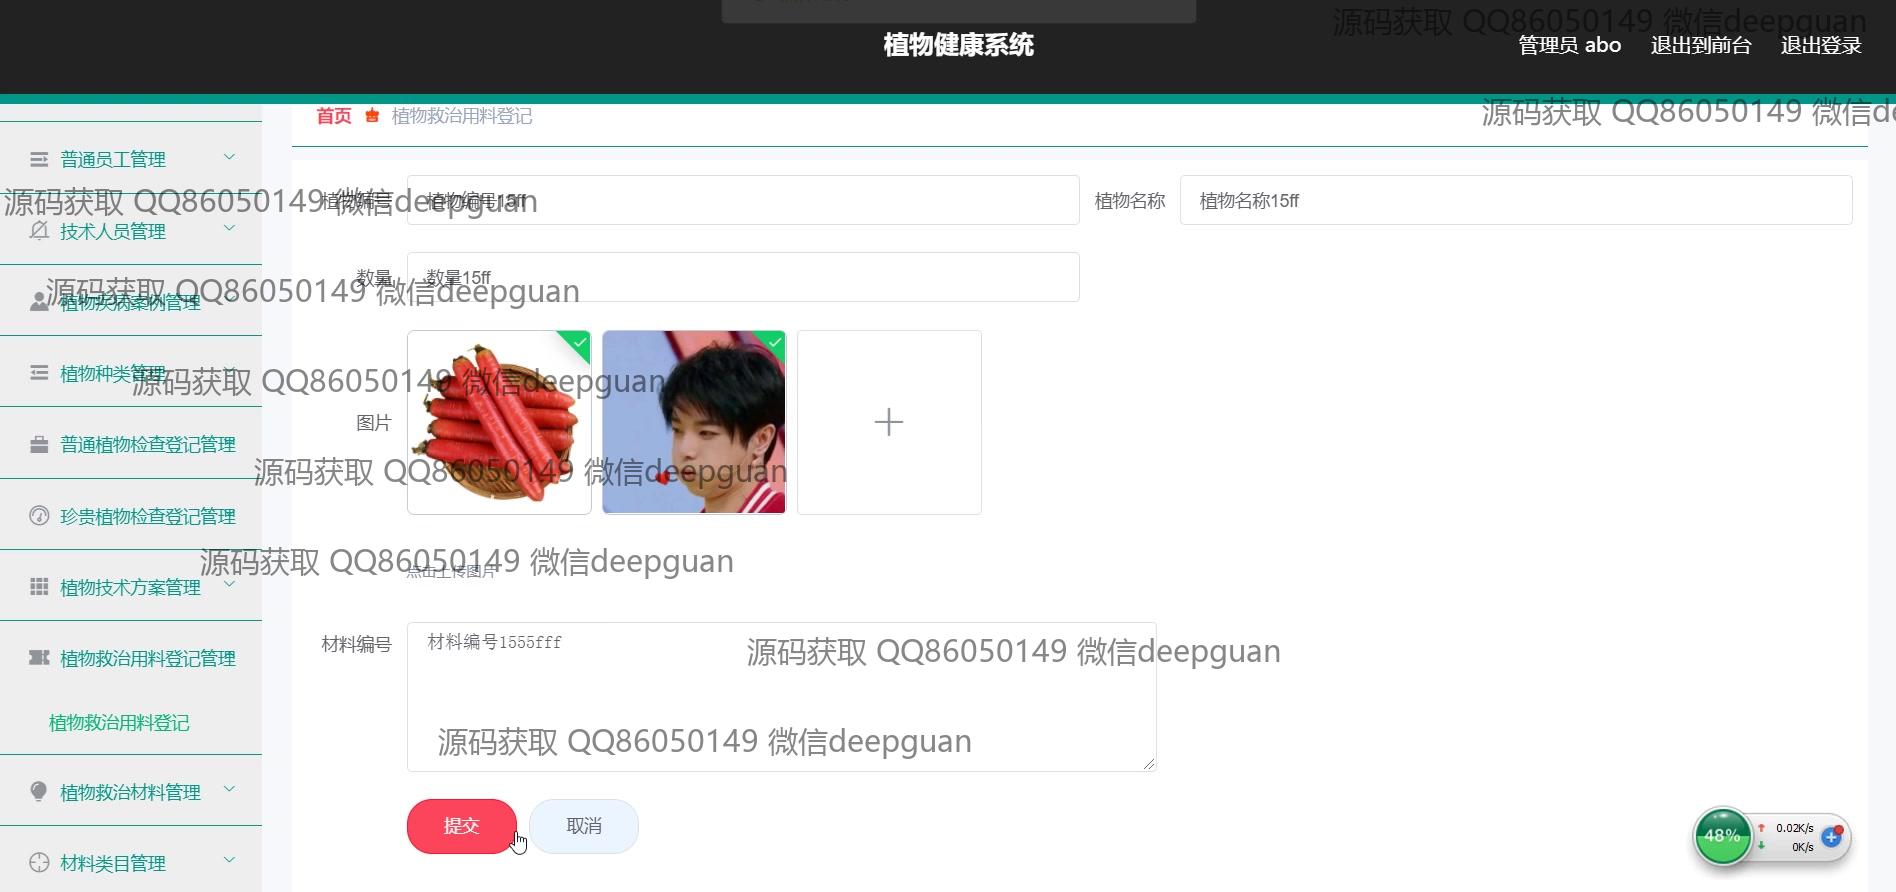 植物健康系统
管理员 abo
退出到前台
退出登录
源码获取 QQ86050149 微信deepguan
首页
植物救治用料登记
源码获取 QQ86050149 微信de
普通员工管理
源码获取 QQ86050149 微信deepguan
植物编号
植物编号15ff
植物名称
植物名称15ff
技术人员管理
数量
数量15ff
源码获取 QQ86050149 微信deepguan
植物疾病案例管理
植物种类管理
源码获取 QQ86050149 微信deepguan
图片
普通植物检查登记管理
源码获取 QQ86050149 微信deepguan
珍贵植物检查登记管理
源码获取 QQ86050149 微信deepguan
点击上传图片
植物技术方案管理
材料编号
材料编号1555fff
源码获取 QQ86050149 微信deepguan
植物救治用料登记管理
植物救治用料登记
源码获取 QQ86050149 微信deepguan
植物救治材料管理
提交
取消
48%
0.02K/s
0K/s
材料类目管理